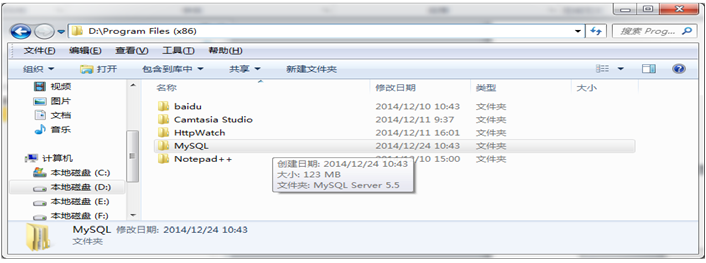 D:\Program Files (x86)
搜索 Prog...
文件(F) 编辑(E) 查看(V) 工具(T) 帮助(H)
组织 打开 包含到库中 共享 新建文件夹
名称 修改日期 类型 大小
视频
图片
文档
音乐
计算机
本地磁盘 (C:)
本地磁盘 (D:)
本地磁盘 (E:)
本地磁盘 (F:)
baidu 2014/12/10 10:43 文件夹
Camtasia Studio 2014/12/11 9:37 文件夹
HttpWatch 2014/12/11 16:01 文件夹
MySQL 2014/12/24 10:43 文件夹
Notepad++ 10 15:00 文件夹
创建日期: 2014/12/24 10:43
大小: 123 MB
文件夹: MySQL Server 5.5
MySQL 修改日期: 2014/12/24 10:43
文件夹